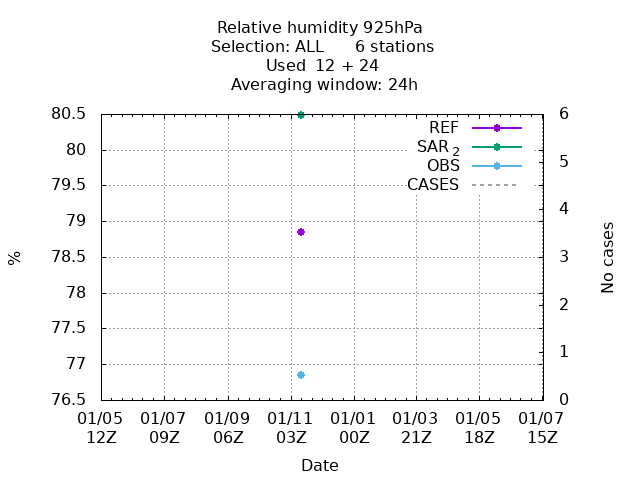 Relative humidity 925hPa
Selection: ALL      6 stations
Used  12 + 24
Averaging window: 24h
80.5
80
79.5
79
78.5
78
77.5
77
76.5
%
6
5
4
3
2
1
0
No cases
REF
SAR 2
OBS
CASES
01/05 01/07 01/09 01/11 01/01 01/03 01/05 01/07
12Z 09Z 06Z 03Z 00Z 21Z 18Z 15Z
Date